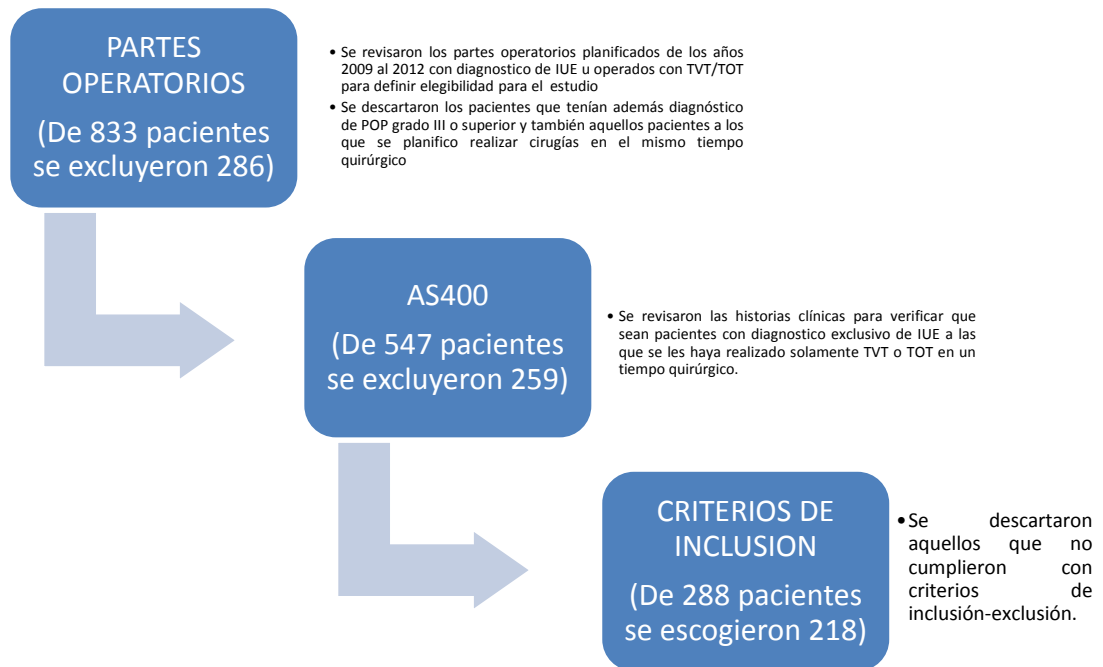 PARTES
OPERATORIOS
(De 833 pacientes
se excluyeron 286)
• Se revisaron los partes operatorios planificados de los años
2009 al 2012 con diagnostico de IUE u operados con TVT/TOT
para definir elegibilidad para el estudio
• Se descartaron los pacientes que tenían además diagnóstico
de POP grado III o superior y también aquellos pacientes a los
que se planifico realizar cirugías en el mismo tiempo
quirúrgico
AS400
(De 547 pacientes
se excluyeron 259)
• Se revisaron las historias clínicas para verificar que
sean pacientes con diagnostico exclusivo de IUE a las
que se les haya realizado solamente TVT o TOT en un
tiempo quirúrgico.
CRITERIOS DE
INCLUSION
(De 288 pacientes
se escogieron 218)
• Se descartaron
aquellos que no
cumplieron con
criterios de
inclusión-exclusión.